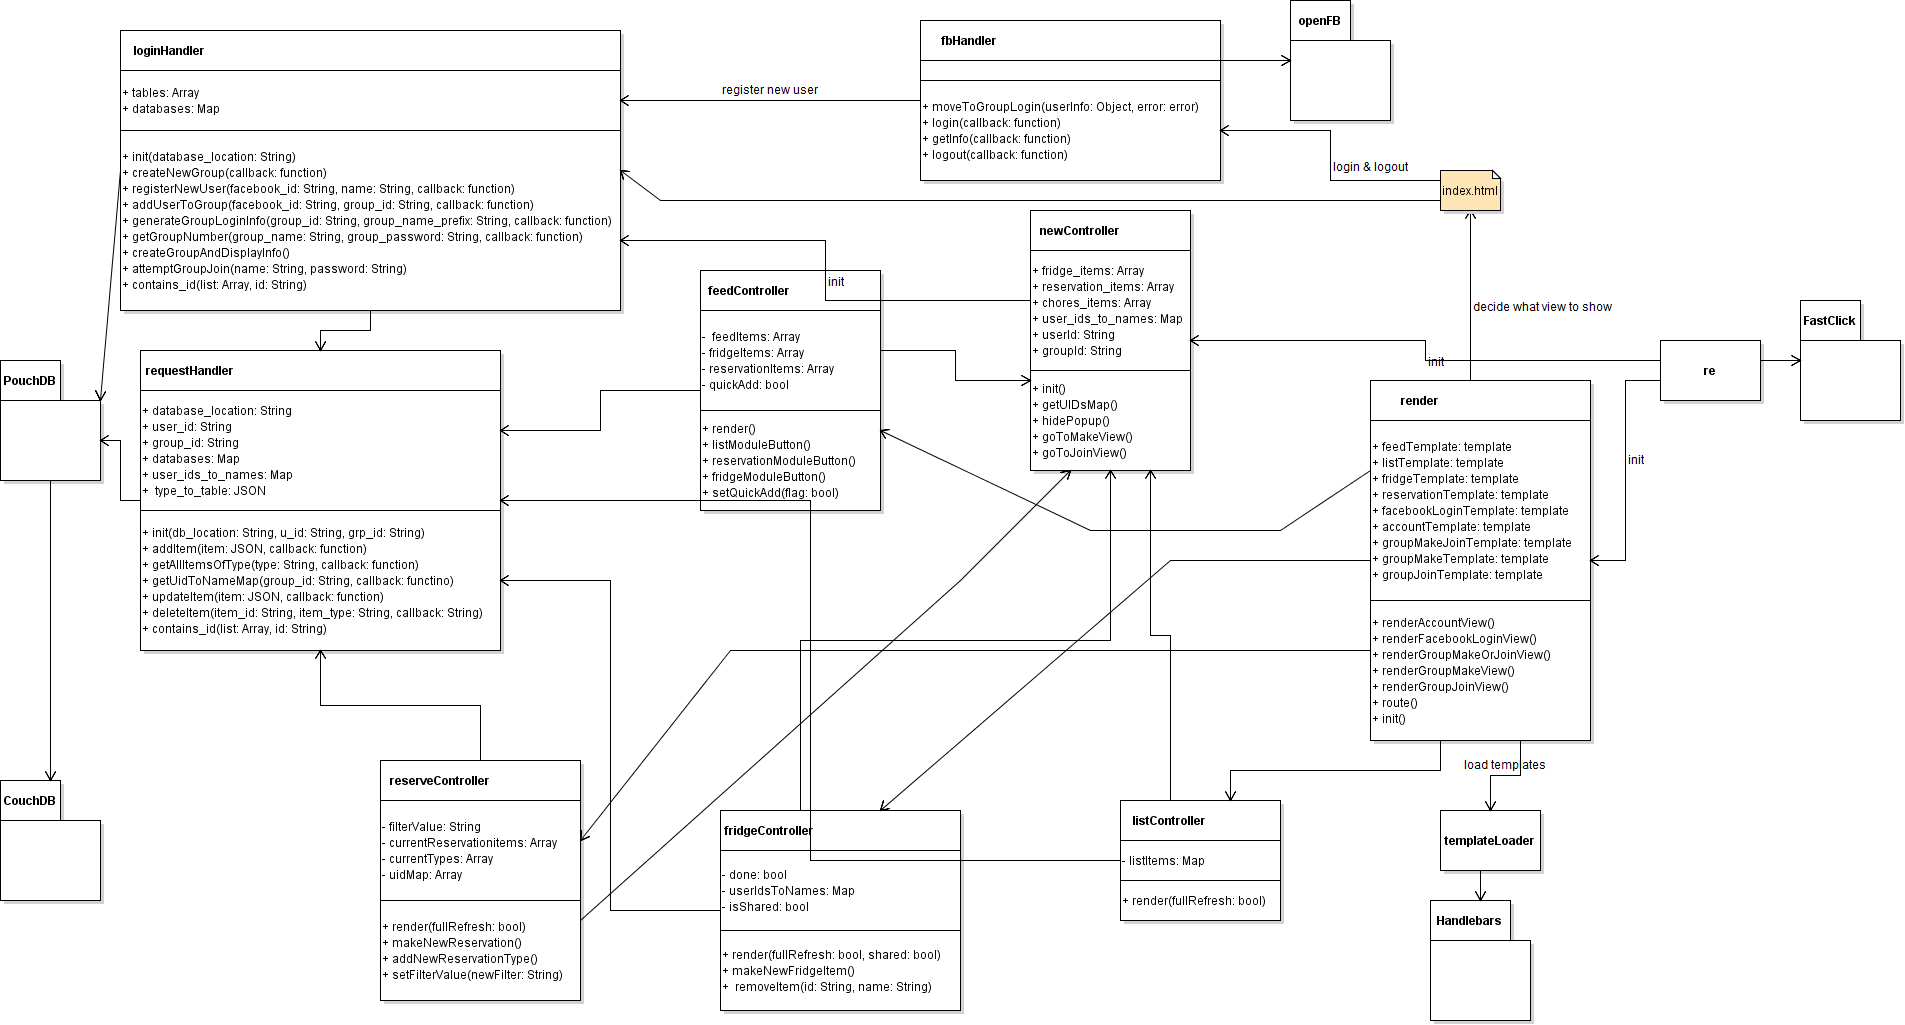 openFB
loginHandler
+ tables: Array
+ databases: Map
+ init(database_location: String)
+ createNewGroup(callback: function)
+ registerNewUser(facebook_id: String, name: String, callback: function)
+ addUserToGroup(facebook_id: String, group_id: String, callback: function)
+ generateGroupLoginInfo(group_id: String, group_name_prefix: String, callback: function)
+ getGroupNumber(group_name: String, group_password: String, callback: function)
+ createGroupAndDisplayInfo()
+ attemptGroupJoin(name: String, password: String)
+ contains_id(list: Array, id: String)
register new user
fbHandler
+ moveToGroupLogin(userInfo: Object, error: error)
+ login(callback: function)
+ getInfo(callback: function)
+ logout(callback: function)
login & logout
index.html
newController
+ fridge_items: Array
+ reservation_items: Array
+ chores_items: Array
+ user_ids_to_names: Map
+ userId: String
+ groupId: String
+ init()
+ getUIDsMap()
+ hidePopup()
+ goToMakeView()
+ goToJoinView()
init
feedController
- feedItems: Array
- fridgeItems: Array
- reservationItems: Array
- quickAdd: bool
+ render()
+ listModuleButton()
+ reservationModuleButton()
+ fridgeModuleButton()
+ setQuickAdd(flag: bool)
decide what view to show
FastClick
re
init
init
PouchDB
requestHandler
+ database_location: String
+ user_id: String
+ group_id: String
+ databases: Map
+ user_ids_to_names: Map
+ type_to_table: JSON
+ init(db_location: String, u_id: String, grp_id: String)
+ addItem(item: JSON, callback: function)
+ getAllItemsOfType(type: String, callback: function)
+ getUidToNameMap(group_id: String, callback: functino)
+ updateItem(item: JSON, callback: function)
+ deleteItem(item_id: String, item_type: String, callback: String)
+ contains_id(list: Array, id: String)
render
+ feedTemplate: template
+ listTemplate: template
+ fridgeTemplate: template
+ reservationTemplate: template
+ facebookLoginTemplate: template
+ accountTemplate: template
+ groupMakeJoinTemplate: template
+ groupMakeTemplate: template
+ groupJoinTemplate: template
+ renderAccountView()
+ renderFacebookLoginView()
+ renderGroupMakeOrJoinView()
+ renderGroupMakeView()
+ renderGroupJoinView()
+ route()
+ init()
load templates
CouchDB
reserveController
- filterValue: String
- currentReservationitems: Array
- currentTypes: Array
- uidMap: Array
+ render(fullRefresh: bool)
+ makeNewReservation()
+ addNewReservationType()
+ setFilterValue(newFilter: String)
fridgeController
- done: bool
- userIdsToNames: Map
- isShared: bool
+ render(fullRefresh: bool, shared: bool)
+ makeNewFridgeItem()
+ removeItem(id: String, name: String)
listController
- listItems: Map
+ render(fullRefresh: bool)
templateLoader
Handlebars